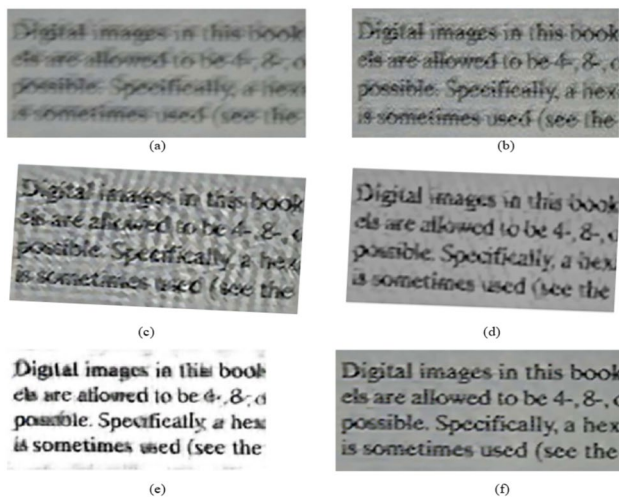 Digital images in this book
els are allowed to be 4-, 8-, o
possible. Specifically, a hex
is sometimes used (see the
(a)
Digital images in this book
els are allowed to be 4-, 8-, o
possible. Specifically, a hex
is sometimes used (see the
(b)
Digital images in this book
els are allowed to be 4-, 8-, o
possible. Specifically, a hex
is sometimes used (see the
(c)
Digital images in this book
els are allowed to be 4-, 8-, o
possible. Specifically, a hex
is sometimes used (see the
(d)
Digital images in this book
els are allowed to be 4-, 8-, o
possible. Specifically, a hex
is sometimes used (see the
(e)
Digital images in this book
els are allowed to be 4-, 8-, o
possible. Specifically, a hex
is sometimes used (see the
(f)